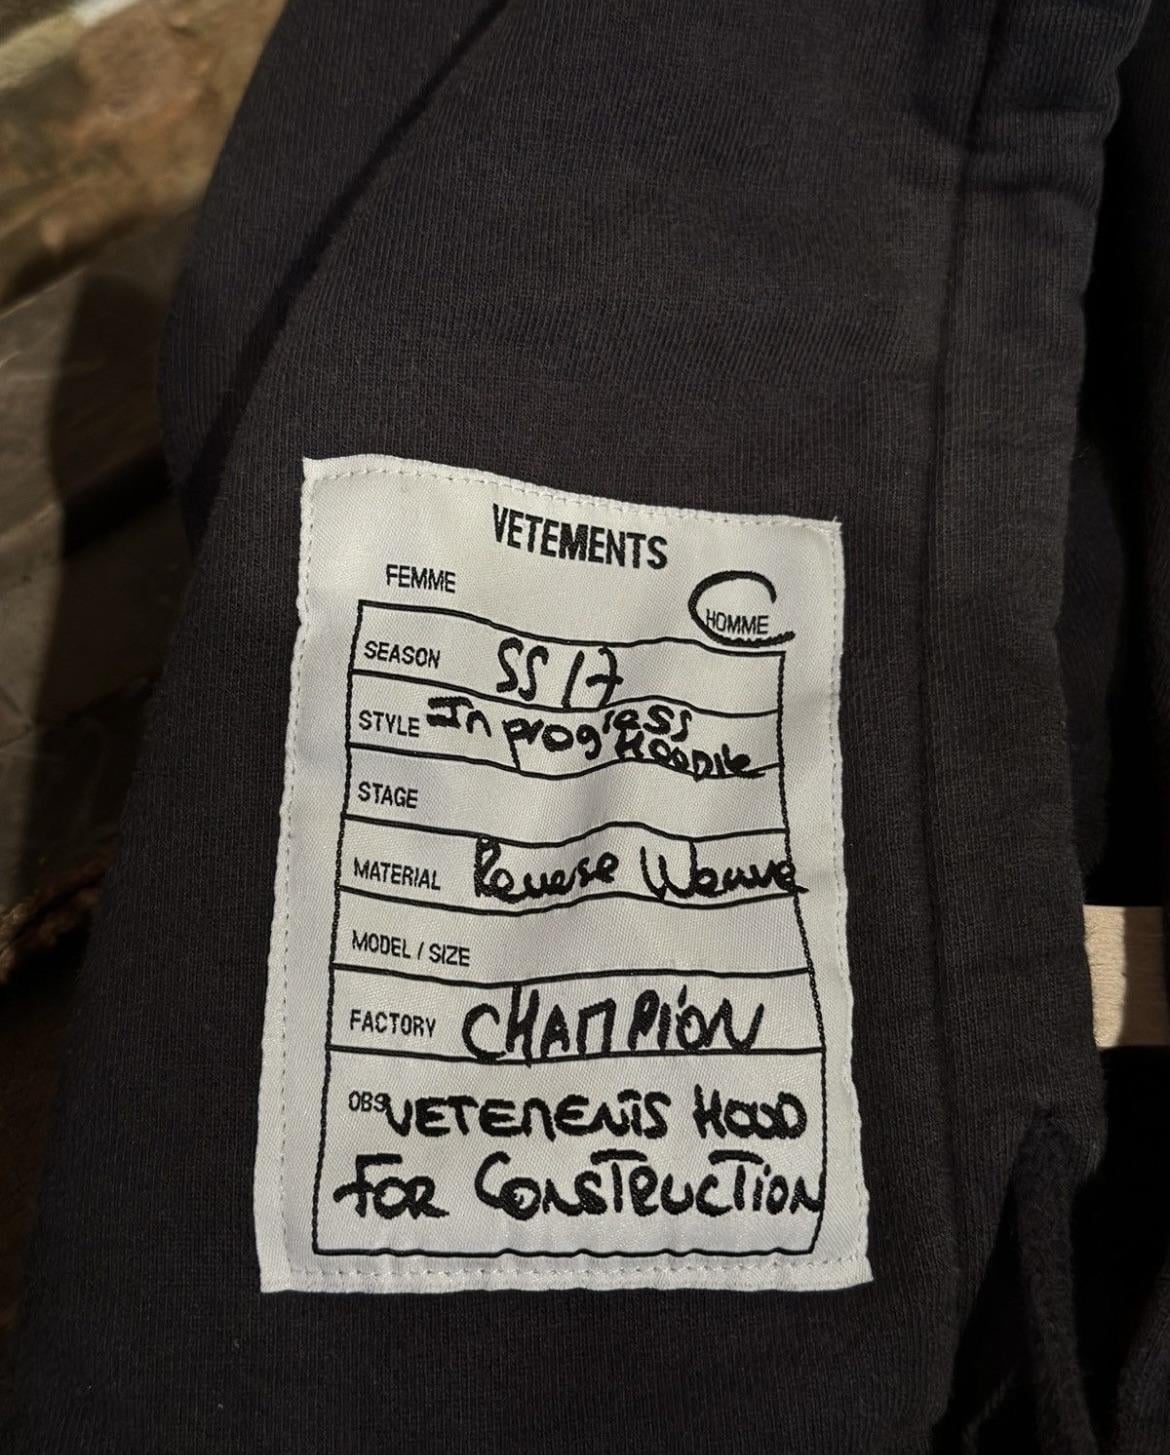 VETEMENTS
FEMME HOMME
SEASON SS 17
STYLE In progress
Hoodie
STAGE
MATERIAL Reverse Weave
MODEL / SIZE
FACTORY CHAMPION
OBS VETEMENTS HOOD
FOR CONSTRUCTION